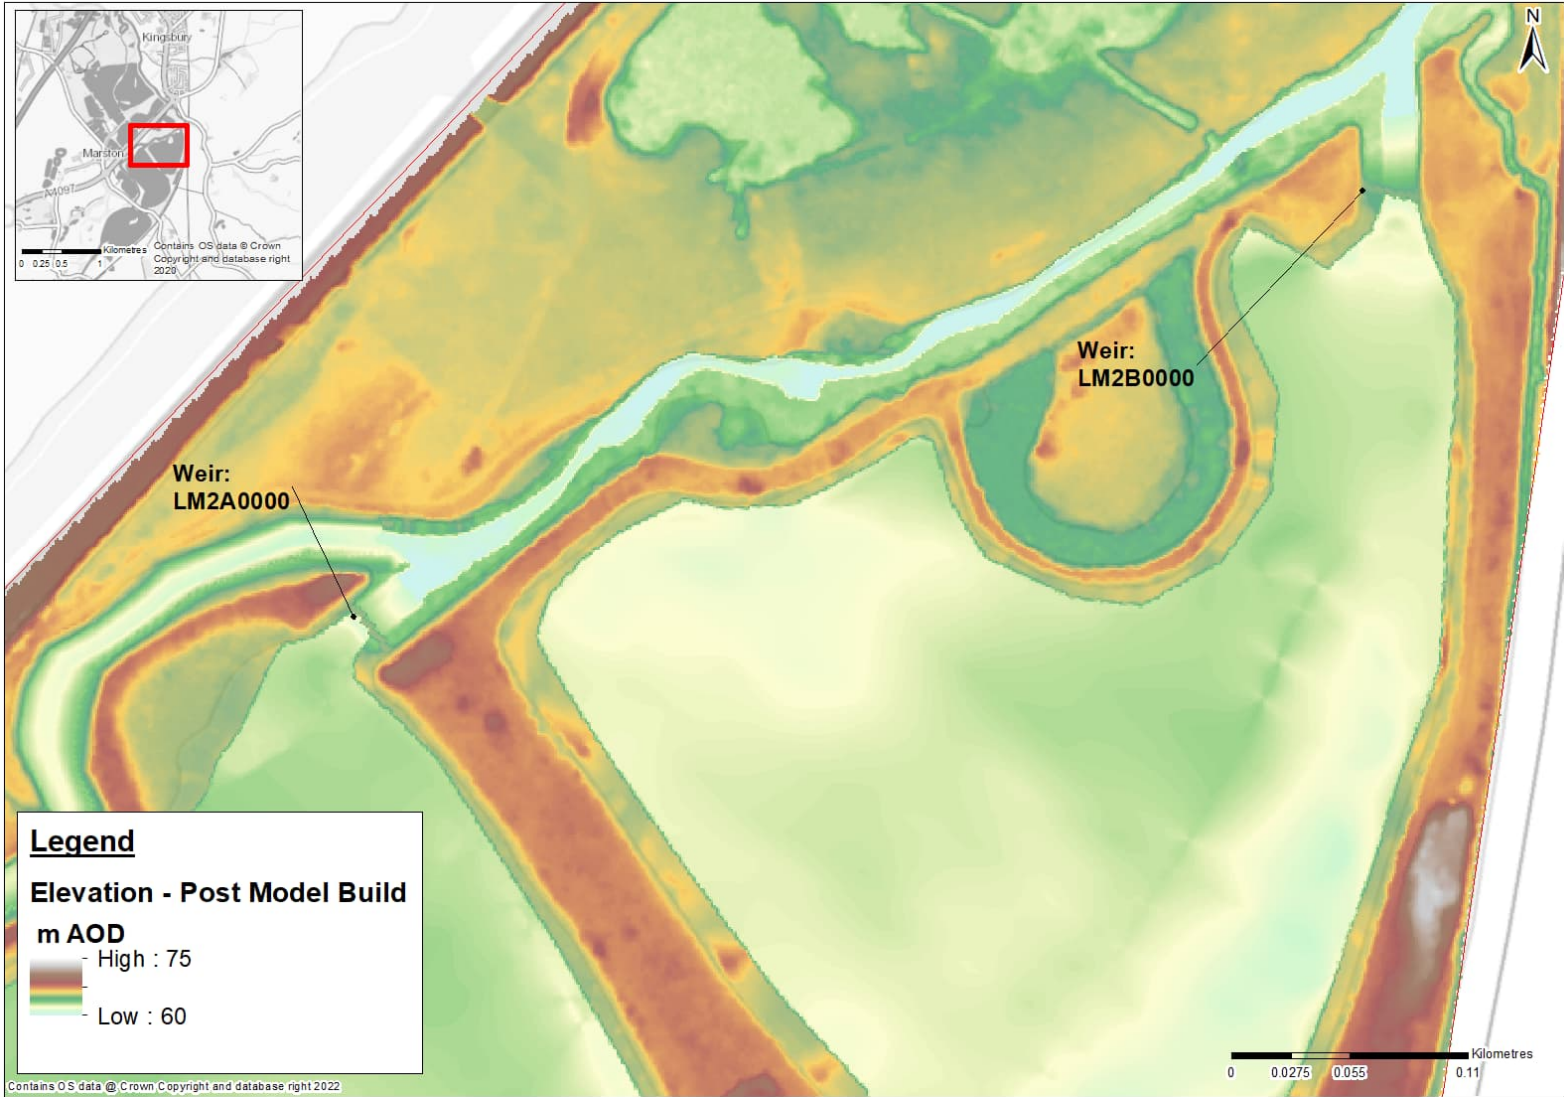 Kingsbury
Marston
A4097
Kilometres
0 0.25 0.5 1
Contains OS data © Crown
Copyright and database right
2020
N
Weir:
LM2B0000
Weir:
LM2A0000
Legend
Elevation - Post Model Build
m AOD
High : 75
Low : 60
Kilometres
0 0.0275 0.055 0.11
Contains OS data @ Crown Copyright and database right 2022